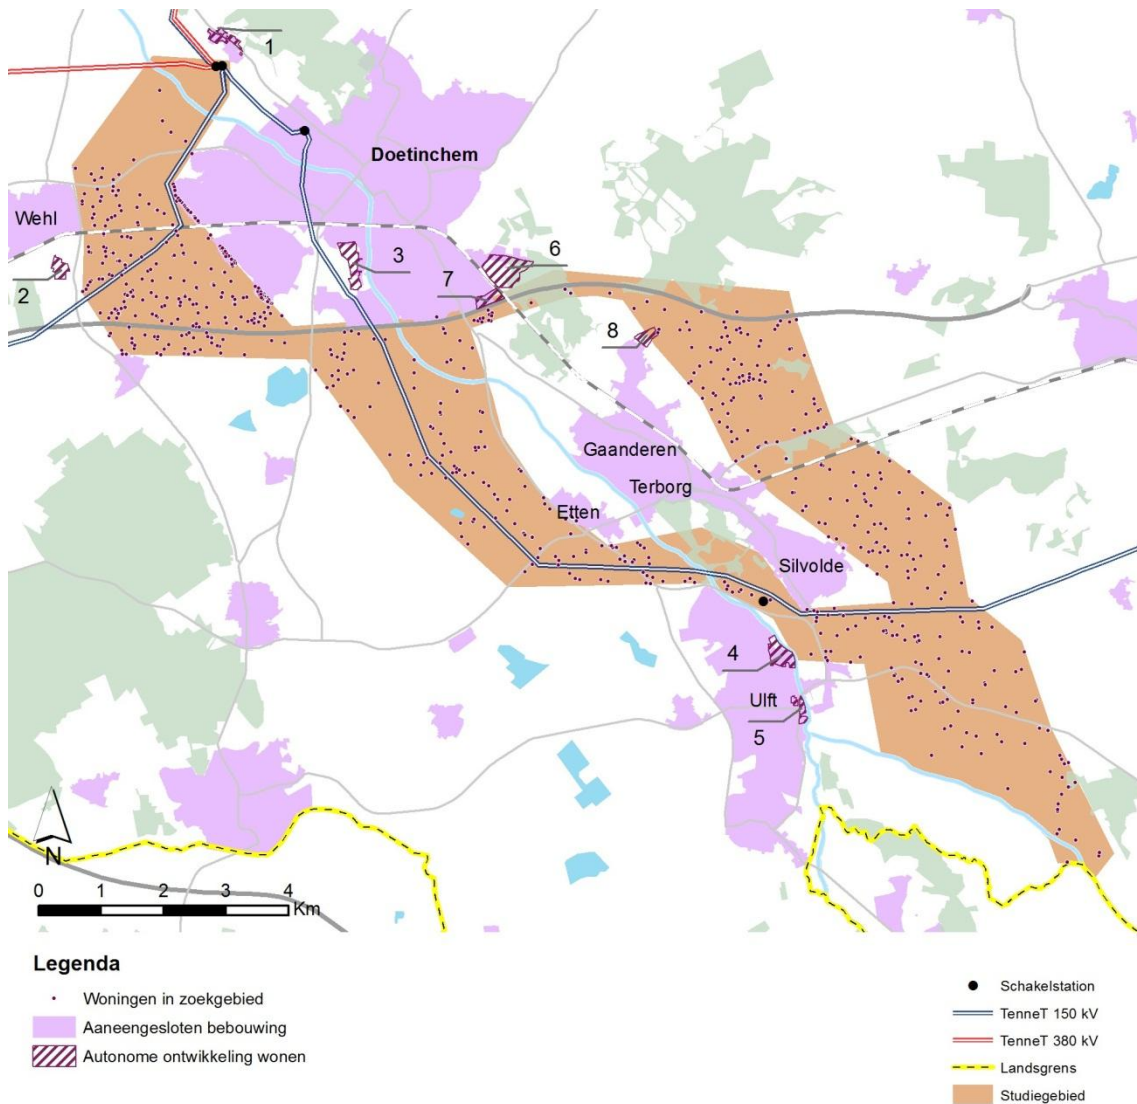 1
Doetinchem
Wehl
2
3
6
7
8
Gaanderen
Terborg
Etten
Silvolde
4
Ulft
5
N
0 1 2 3 4
Km
Legenda
Woningen in zoekgebied
Aaneengesloten bebouwing
Autonome ontwikkeling wonen
Schakelstation
TenneT 150 kV
TenneT 380 kV
Landsgrens
Studiegebied